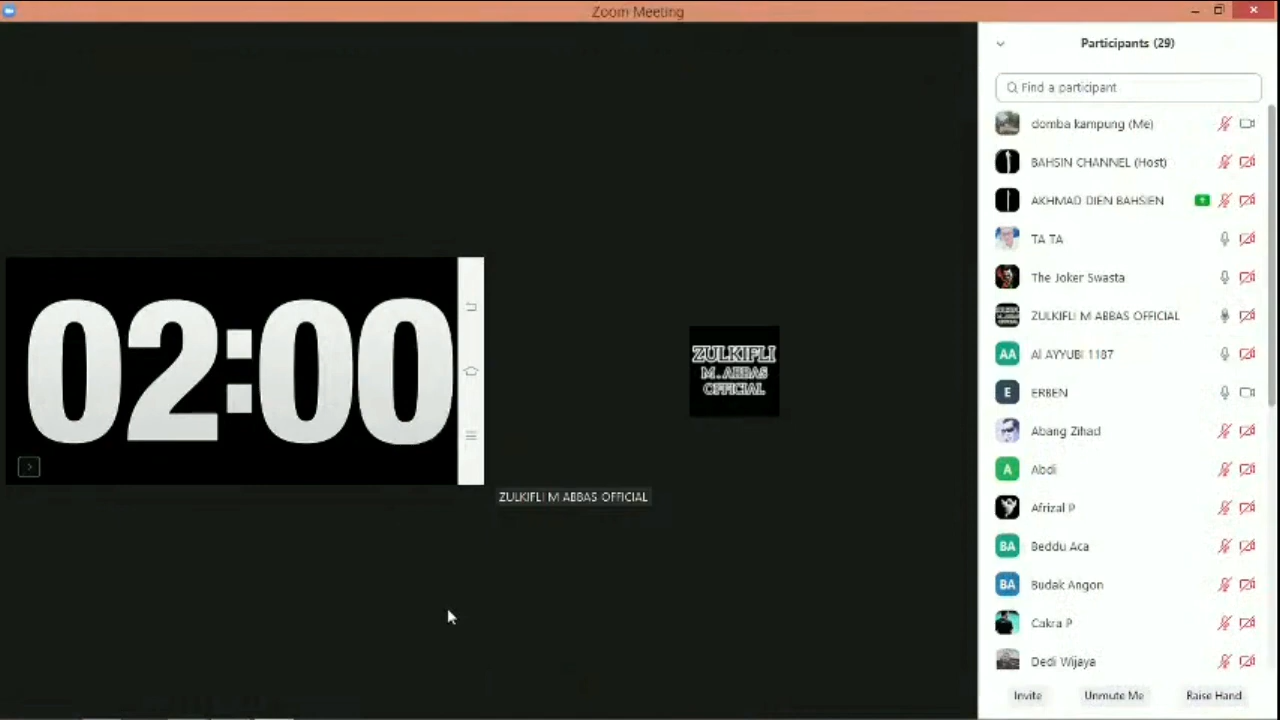 Zoom Meeting
Participants (29)
Find a participant
domba kampung (Me)
BAHSIN CHANNEL (Host)
AKHMAD DIEN BAHSIEN
TA TA
The Joker Swasta
ZULKIFLI M ABBAS OFFICIAL
AA Al AYYUBI 1187
E ERBEN
Abang Zihad
A Abdi
Afrizal P
BA Beddu Aca
BA Budak Angon
Cakra P
Dedi Wijaya
Invite Unmute Me Raise Hand
02:00
ZULKIFLI
M. ABBAS
OFFICIAL
ZULKIFLI M ABBAS OFFICIAL